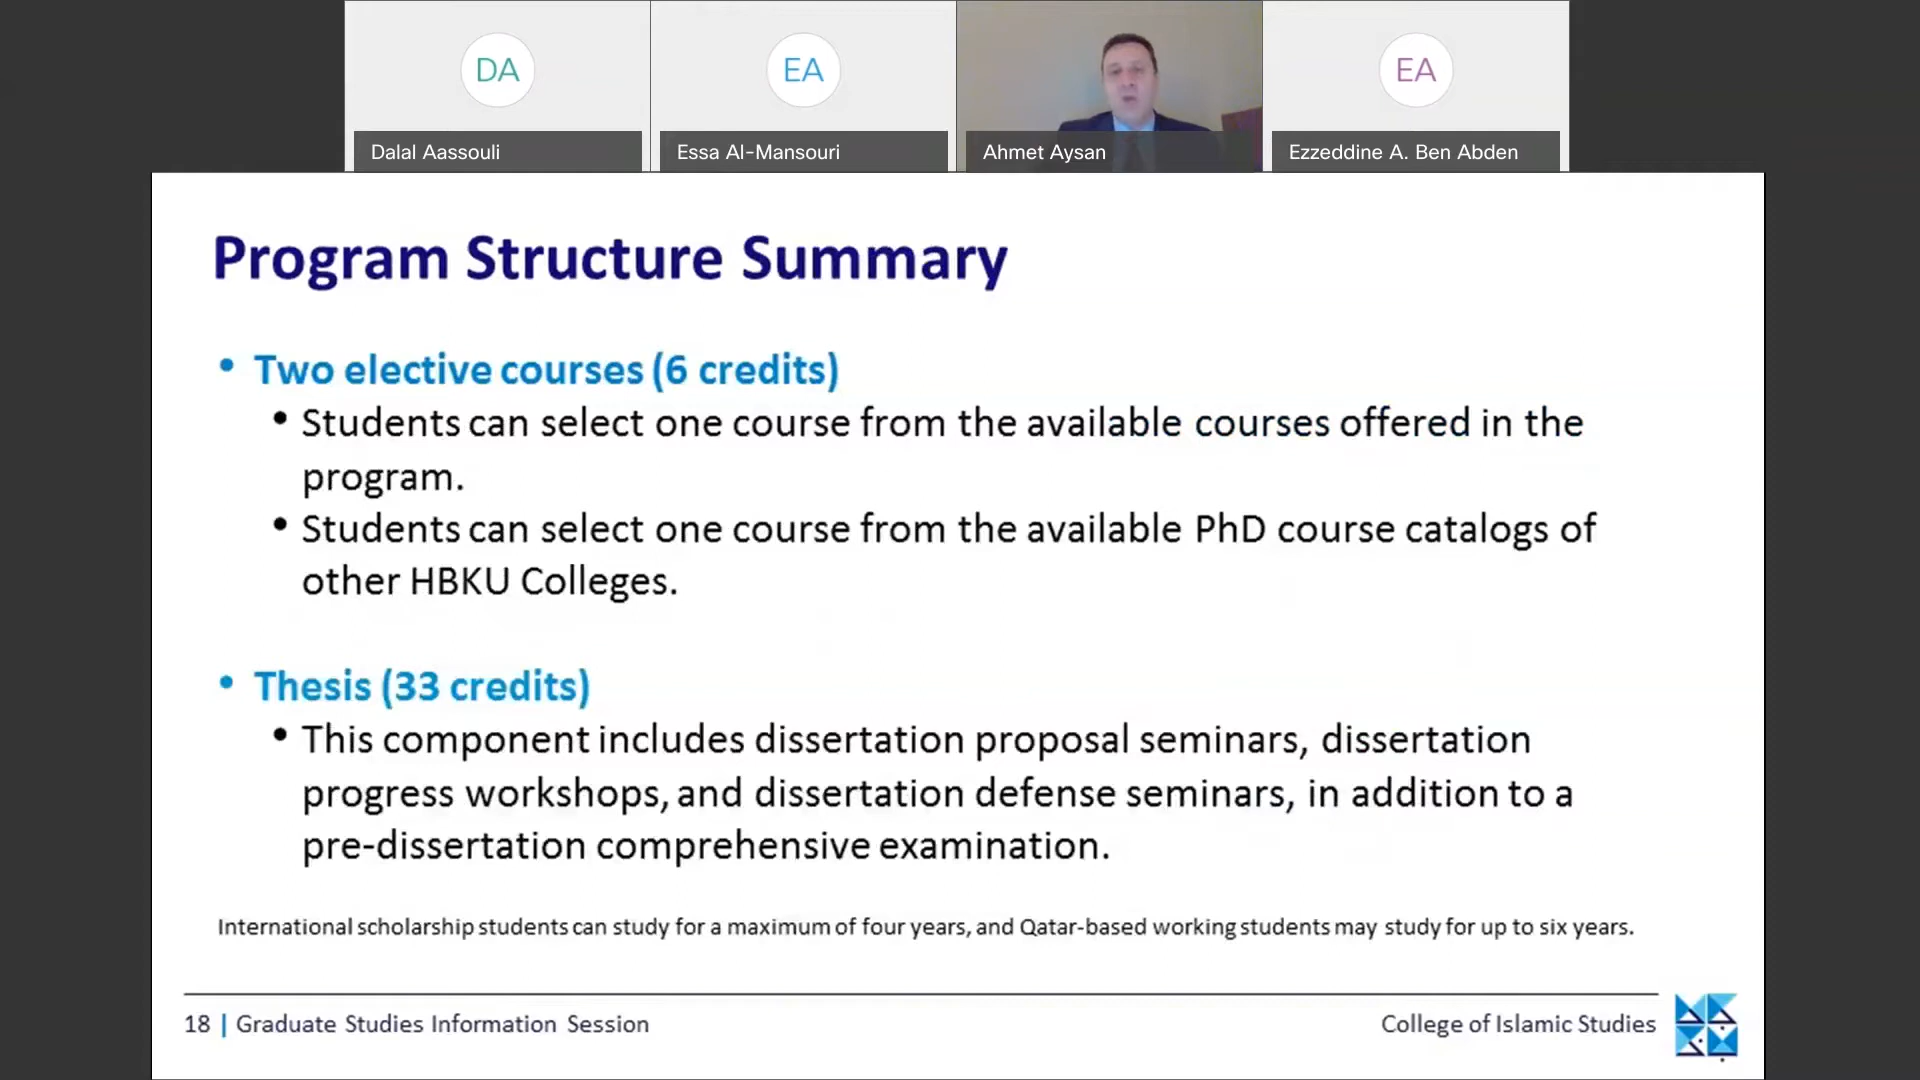 DA
EA
EA
Dalal Aassouli
Essa Al-Mansouri
Ahmet Aysan
Ezzeddine A. Ben Abden
Program Structure Summary
• Two elective courses (6 credits)
• Students can select one course from the available courses offered in the
program.
• Students can select one course from the available PhD course catalogs of
other HBKU Colleges.
• Thesis (33 credits)
• This component includes dissertation proposal seminars, dissertation
progress workshops, and dissertation defense seminars, in addition to a
pre-dissertation comprehensive examination.
International scholarship students can study for a maximum of four years, and Qatar-based working students may study for up to six years.
18 | Graduate Studies Information Session
College of Islamic Studies